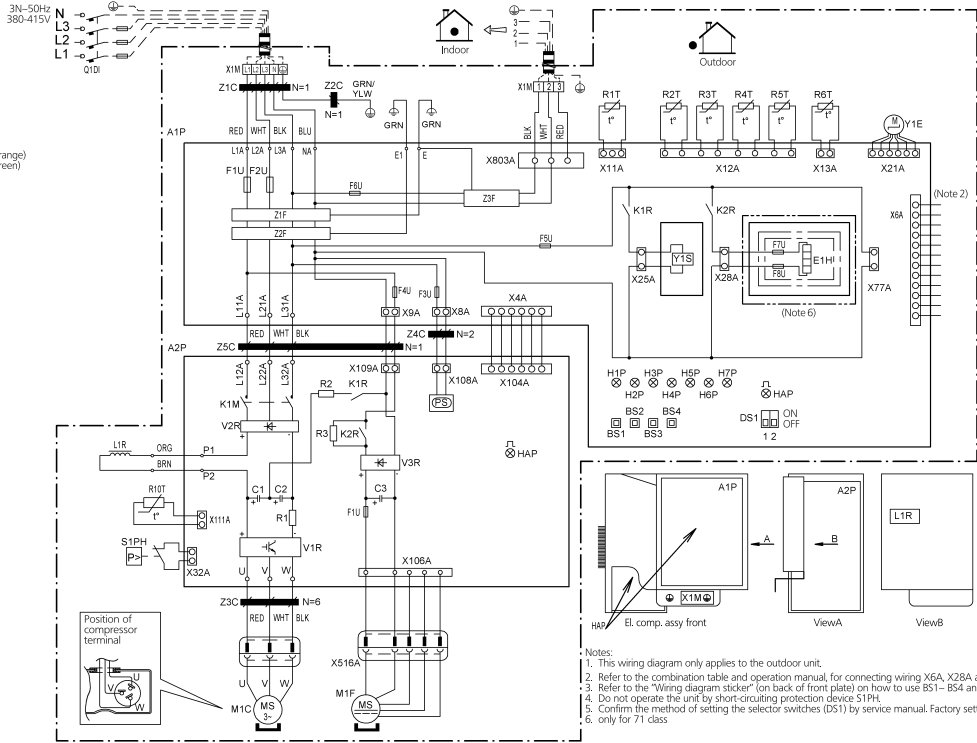 3N~50Hz
380-415V
N
L3
L2
L1
Q1DI
range)
reen)
Indoor
3
2
1
Outdoor
X1M L1 L2 L3 N
Z1C N=1
Z2C
N=1
GRN/
YLW
GRN
GRN
X1M 1 2 3
R1T
R2T R3T R4T R5T
R6T
t° t° t° t° t° t°
M
Y1E
A1P
RED WHT BLK BLU
BLK WHT RED
L1A L2A L3A NA
E1 E
X803A
X11A
X12A
X13A
X21A
F1U F2U
F6U
Z3F
Z1F
Z2F
(Note 2)
X6A
F5U
K1R
K2R
Y1S
F7U
F8U
E1H
X25A
X28A
X77A
(Note 6)
F4U
F3U
X9A
X8A
X4A
L11A L21A L31A
RED WHT BLK
Z4C N=2
A2P
Z5C N=1
L12A L22A L32A
X109A
X108A
X104A
PS
H1P H3P H5P H7P
H2P H4P H6P
HAP
BS2 BS4
BS1 BS3
DS1
ON
OFF
1 2
K1M
R2
K1R
V2R
R3
K2R
V3R
HAP
L1R
ORG
BRN
P1
P2
R10T
t°
X111A
C1 C2
C3
R1
F1U
S1PH
P>
X32A
V1R
X106A
U V W
Z3C N=6
RED WHT BLK
X516A
Position of
compressor
terminal
U
V
W
U V W
M1C
MS
3~
M1F
MS
A1P
A2P
L1R
A
B
X1M
HAP
El. comp. assy front
ViewA
ViewB
Notes:
1. This wiring diagram only applies to the outdoor unit.
2. Refer to the combination table and operation manual, for connecting wiring X6A, X28A a
3. Refer to the "Wiring diagram sticker" (on back of front plate) on how to use BS1~ BS4 an
4. Do not operate the unit by short-circuiting protection device S1PH.
5. Confirm the method of setting the selector switches (DS1) by service manual. Factory sett
6. only for 71 class